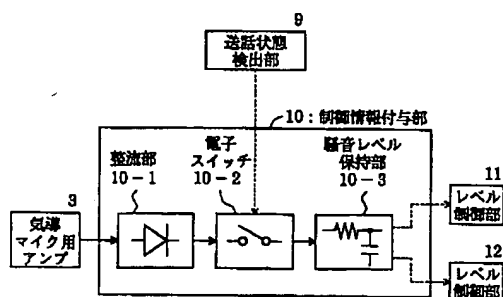 9
送話状態
検出部
10:制御情報付与部
整流部
10-1
電子
スイッチ
10-2
騒音レベル
保持部
10-3
3
気導
マイク用
アンプ
11
レベル
制御部
12
レベル
制御部